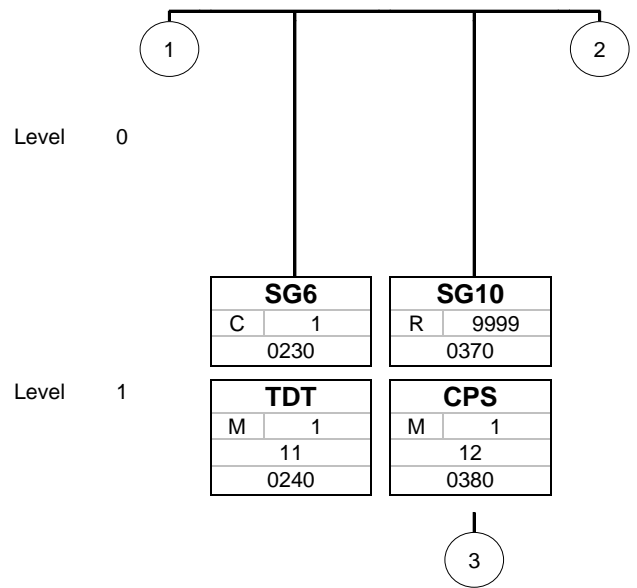 1 2
Level 0
SG6 SG10
C 1 R 9999
0230 0370
Level 1
TDT CPS
M 1 M 1
11 12
0240 0380
3